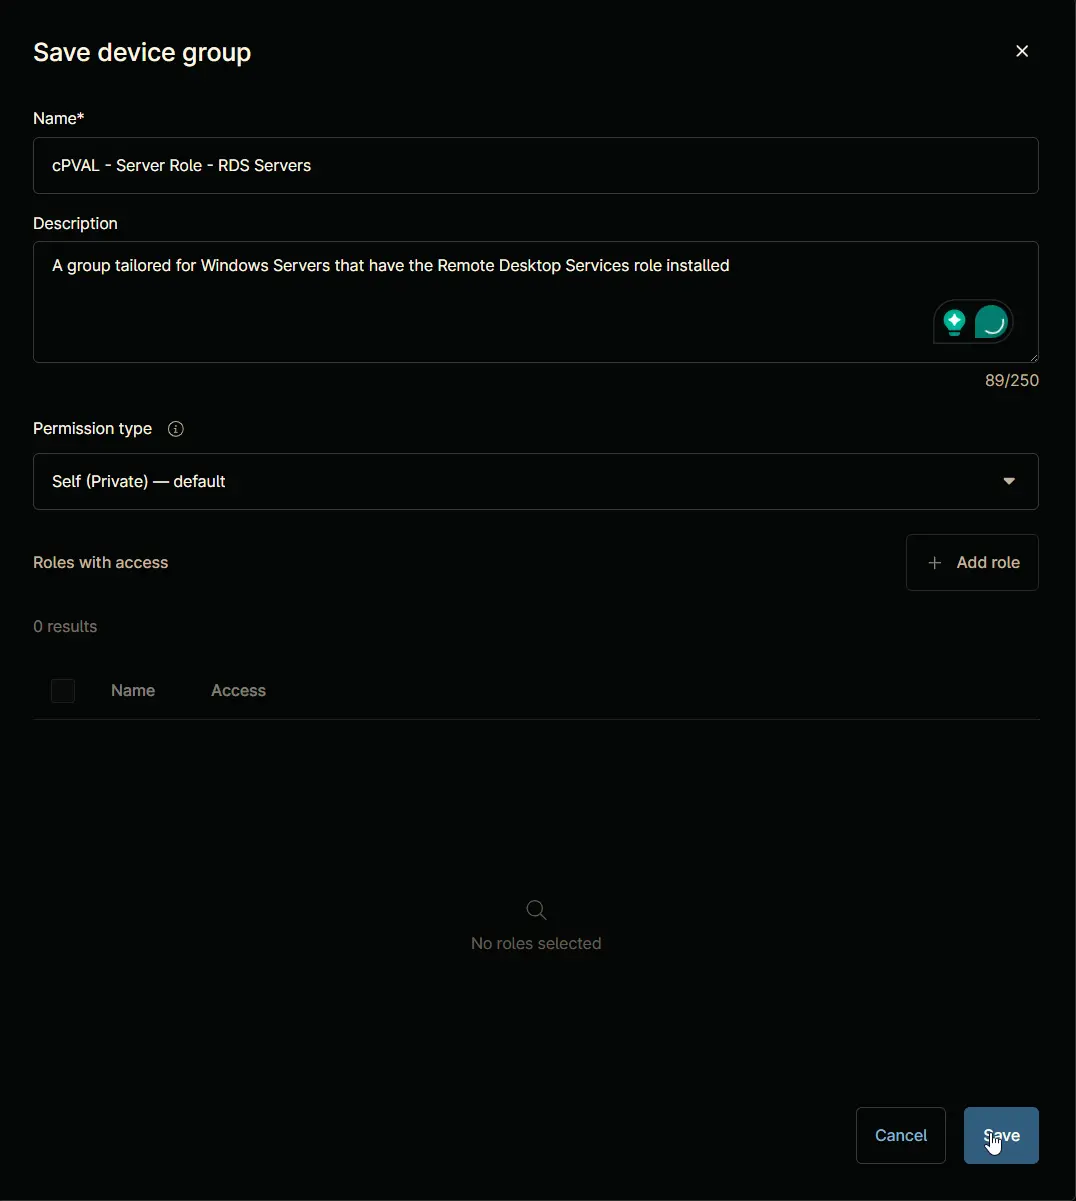 Save device group
Name*
cPVAL - Server Role - RDS Servers
Description
A group tailored for Windows Servers that have the Remote Desktop Services role installed
89/250
Permission type
Self (Private) — default
Roles with access
Add role
0 results
Name Access
No roles selected
Cancel Save